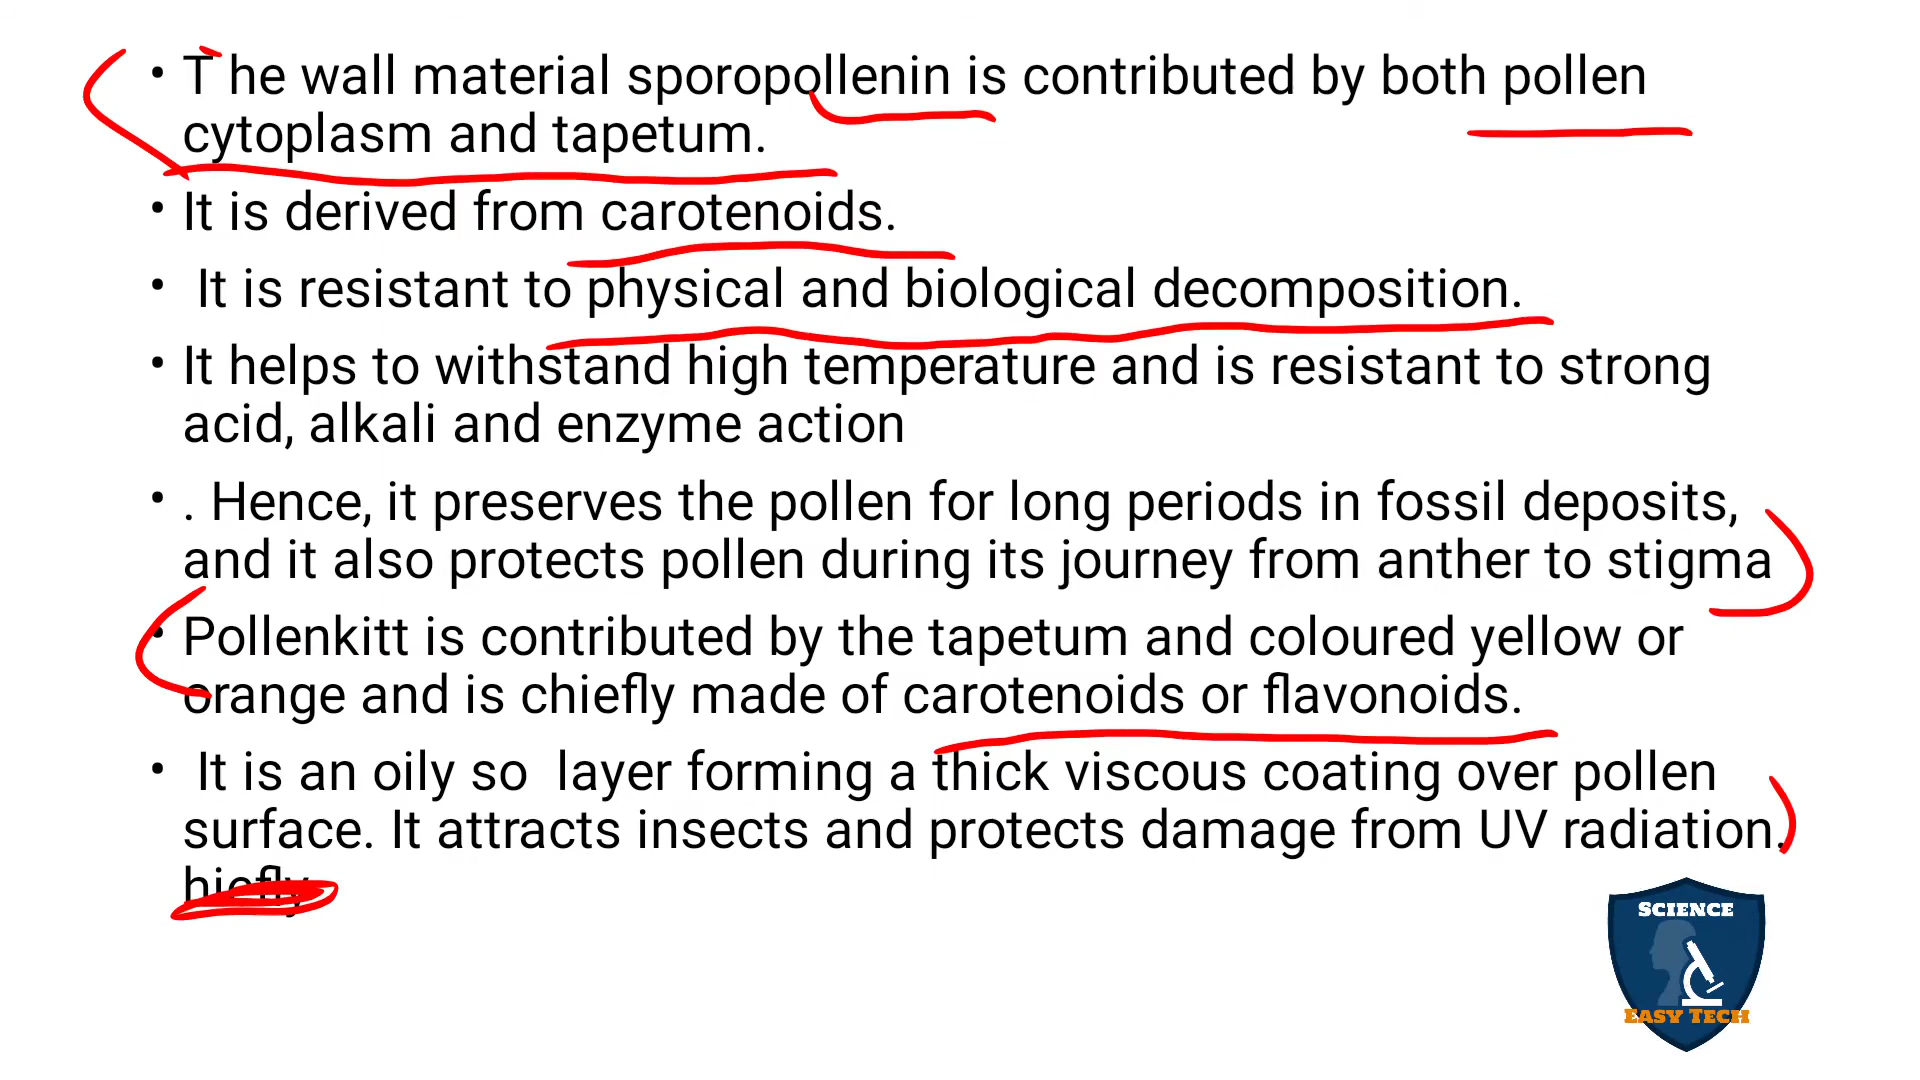 • T he wall material sporopollenin is contributed by both pollen
cytoplasm and tapetum.
• It is derived from carotenoids.
• It is resistant to physical and biological decomposition.
• It helps to withstand high temperature and is resistant to strong
acid, alkali and enzyme action
• . Hence, it preserves the pollen for long periods in fossil deposits,
and it also protects pollen during its journey from anther to stigma
• Pollenkitt is contributed by the tapetum and coloured yellow or
orange and is chiefly made of carotenoids or flavonoids.
• It is an oily so  layer forming a thick viscous coating over pollen
surface. It attracts insects and protects damage from UV radiation.
hiefly
SCIENCE
EASY TECH